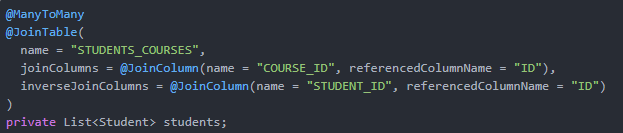 @ManyToMany
@JoinTable(
  name = "STUDENTS_COURSES",
  joinColumns = @JoinColumn(name = "COURSE_ID", referencedColumnName = "ID"),
  inverseJoinColumns = @JoinColumn(name = "STUDENT_ID", referencedColumnName = "ID")
)
private List<Student> students;